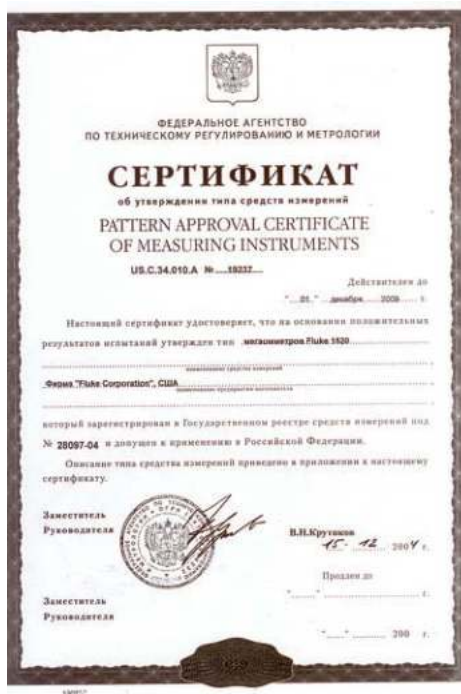 ФЕДЕРАЛЬНОЕ АГЕНТСТВО
ПО ТЕХНИЧЕСКОМУ РЕГУЛИРОВАНИЮ И МЕТРОЛОГИИ
СЕРТИФИКАТ
об утверждении типа средств измерений
PATTERN APPROVAL CERTIFICATE
OF MEASURING INSTRUMENTS
US.C.34.010.A №
Действителен до
" 01 " декабря г.
Настоящий сертификат удостоверяет, что на основании положительных
результатов испытаний утвержден тип мегаомметров Fluke 1520
наименование средства измерений
Фирма "Fluke Corporation", США
наименование предприятия-изготовителя
который зарегистрирован в Государственном реестре средств измерений под
№ 28097-04 и допущен к применению в Российской Федерации.
Описание типа средства измерений приведено в приложении к настоящему
сертификату.
Заместитель
Руководителя
В.Н.Крутиков
15. 12 2004 г.
Продлен до
" " г.
Заместитель
Руководителя
" " 200 г.